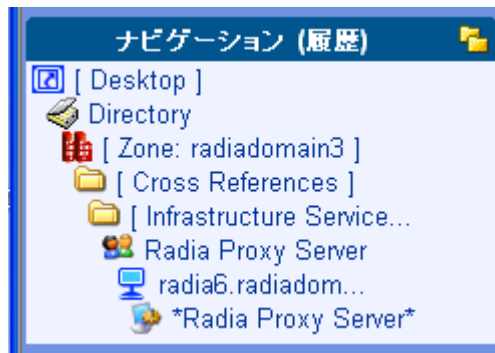 ナビゲーション (履歴)
[ Desktop ]
Directory
[ Zone: radiadomain3 ]
[ Cross References ]
[ Infrastructure Service...
Radia Proxy Server
radia6.radiadom...
*Radia Proxy Server*